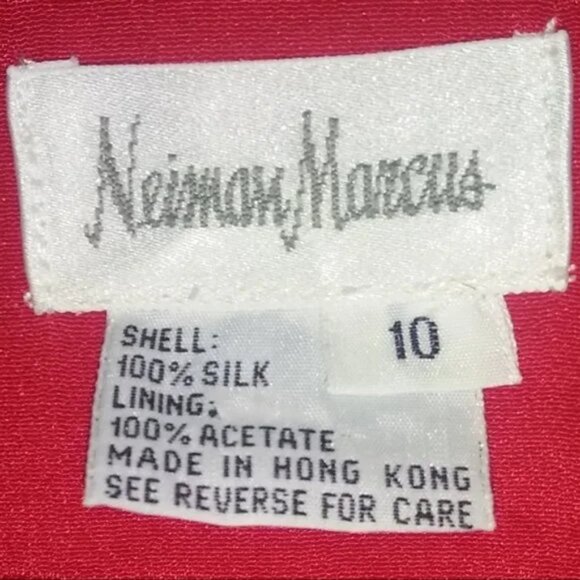 Neiman Marcus
10
SHELL:
100% SILK
LINING:
100% ACETATE
MADE IN HONG KONG
SEE REVERSE FOR CARE